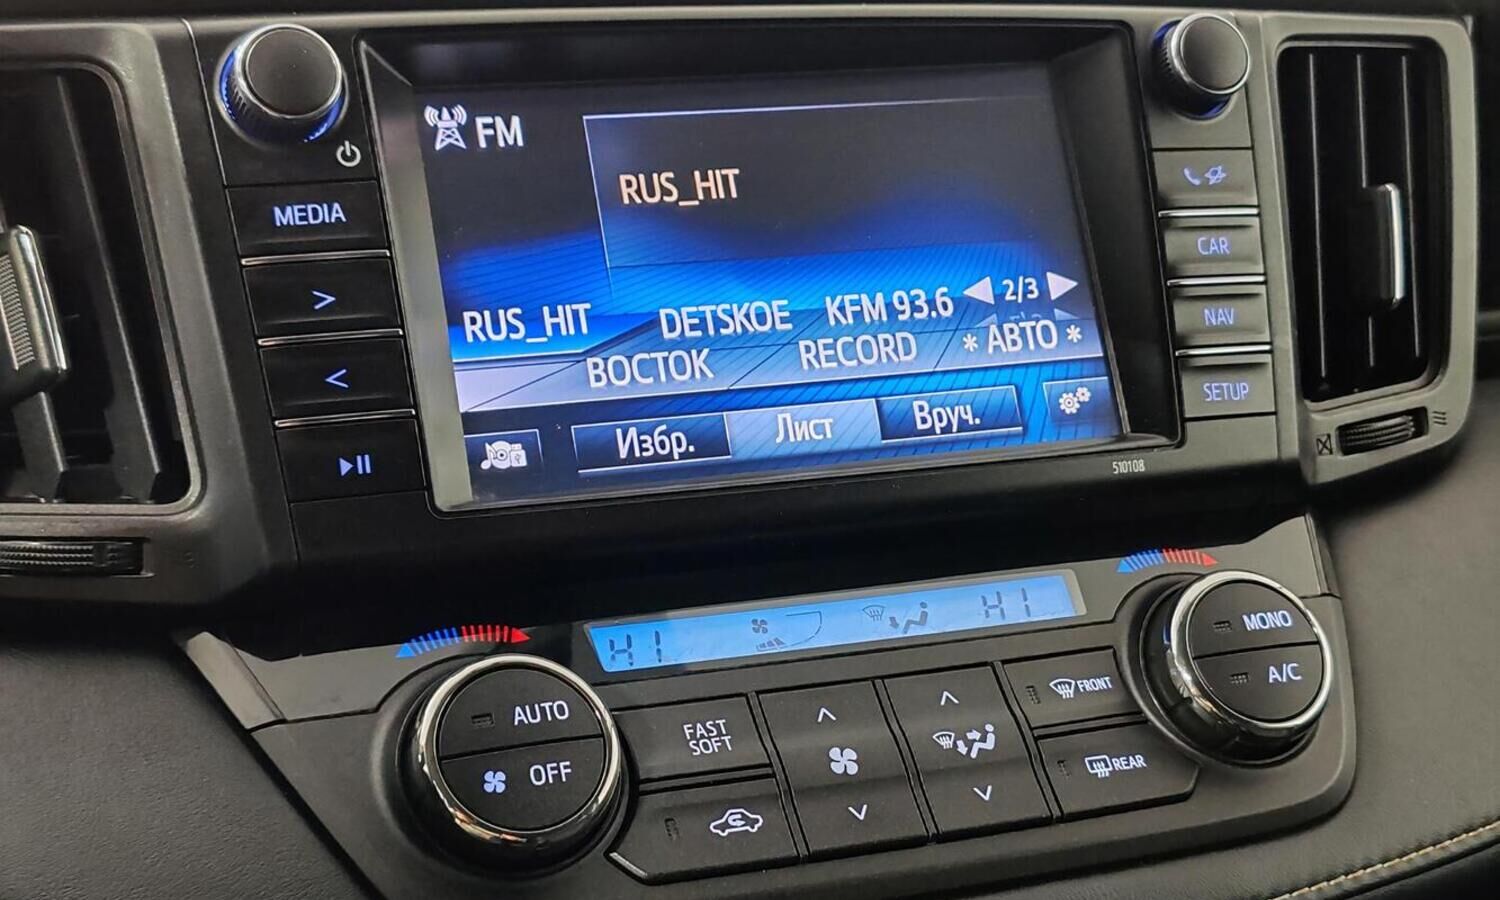 FM
RUS_HIT
MEDIA
CAR
NAV
SETUP
2/3
RUS_HIT DETSKOE KFM 93.6
ВОСТОК RECORD * АВТО *
Избр. Лист Вруч.
510108
HI HI
AUTO
OFF
FAST
SOFT
FRONT
REAR
MONO
A/C